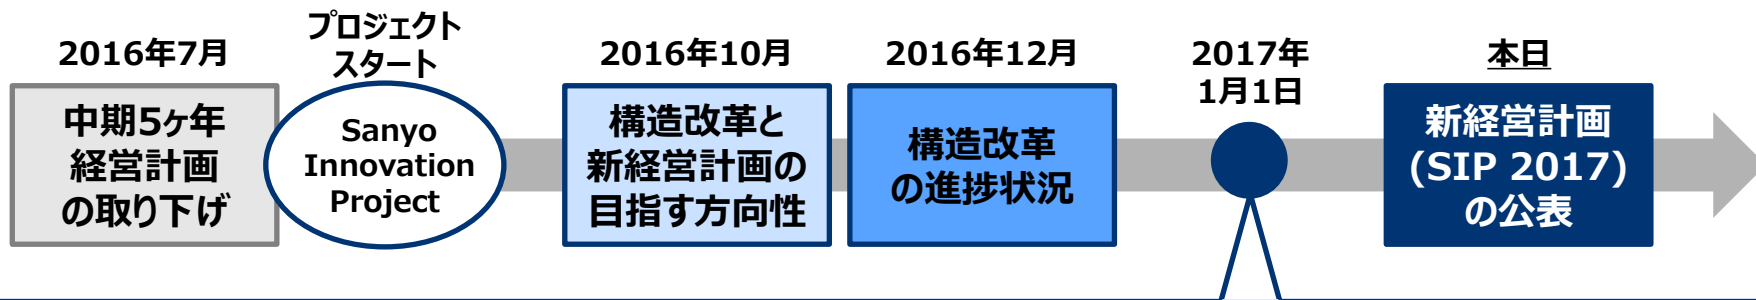 2016年7月
中期5ヶ年
経営計画
の取り下げ
プロジェクト
スタート
Sanyo
Innovation
Project
2016年10月
構造改革と
新経営計画の
目指す方向性
2016年12月
構造改革
の進捗状況
2017年
1月1日
本日
新経営計画
(SIP 2017)
の公表